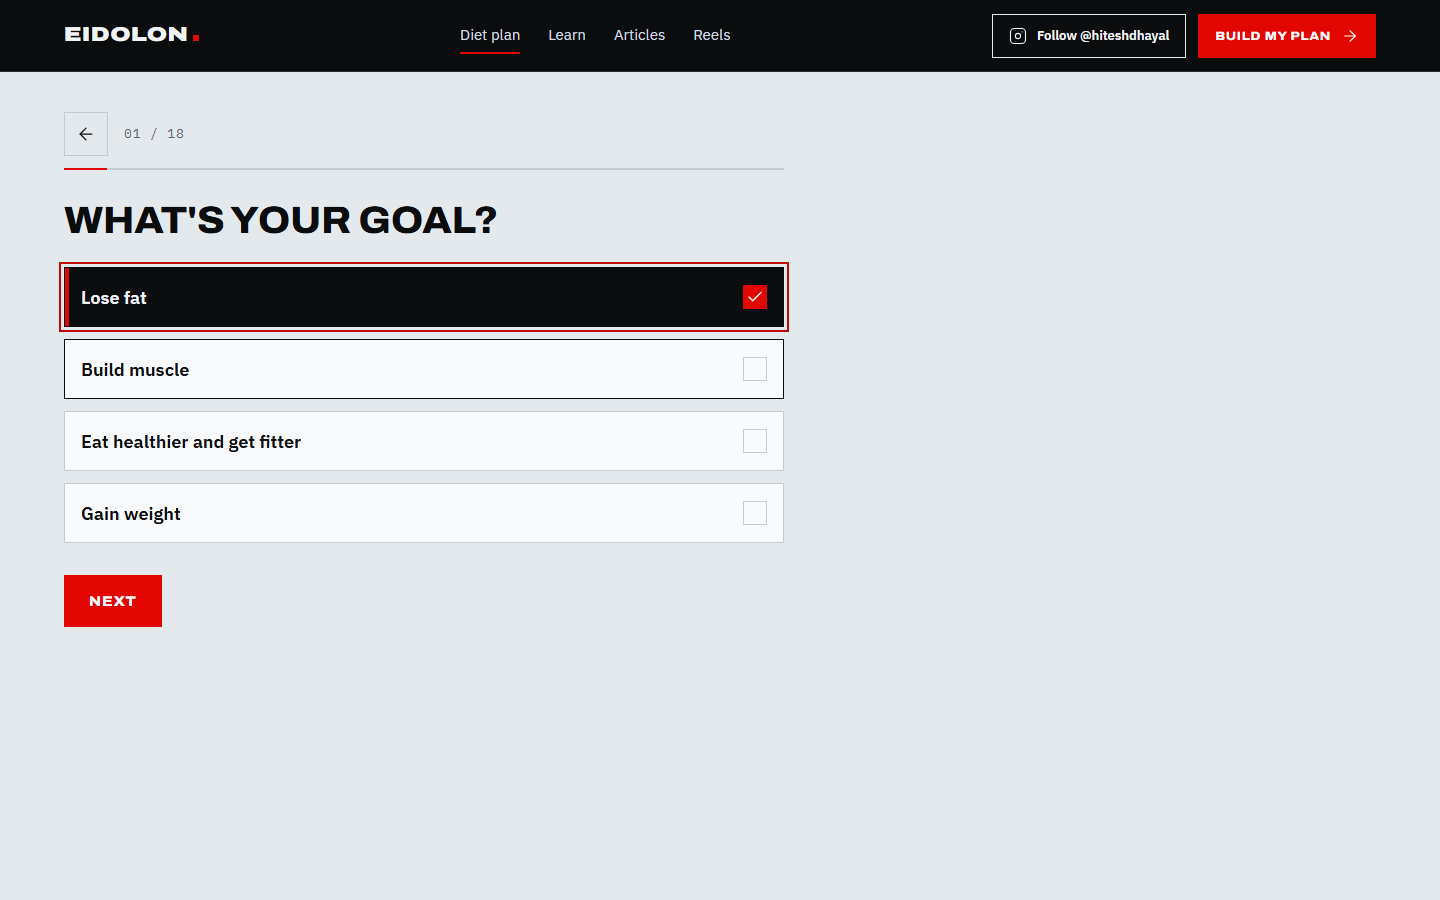 EIDOLON.
Diet plan
Learn
Articles
Reels
Follow @hiteshdhayal
BUILD MY PLAN
01 / 18
WHAT'S YOUR GOAL?
Lose fat
Build muscle
Eat healthier and get fitter
Gain weight
NEXT